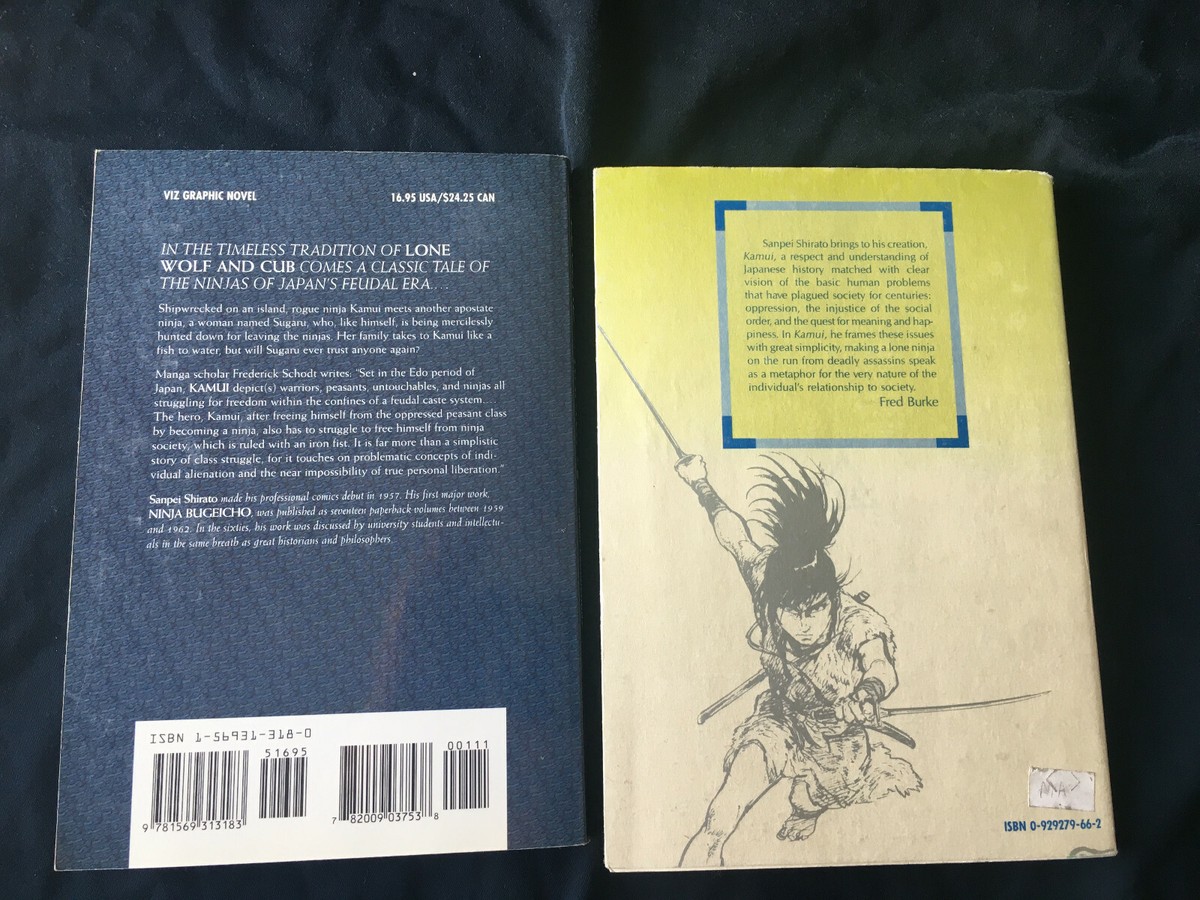 VIZ GRAPHIC NOVEL
16.95 USA/$24.25 CAN
IN THE TIMELESS TRADITION OF LONE
WOLF AND CUB COMES A CLASSIC TALE OF
THE NINJAS OF JAPAN'S FEUDAL ERA....
Shipwrecked on an island, rogue ninja Kamui meets another apostate
ninja, a woman named Sugaru, who, like himself, is being mercilessly
hunted down for leaving the ninjas. Her family takes to Kamui like a
fish to water, but will Sugaru ever trust anyone again?
Manga scholar Frederick Schodt writes: "Set in the Edo period of
Japan, KAMUI depict(s) warriors, peasants, untouchables, and ninjas all
struggling for freedom within the confines of a feudal caste system....
The hero, Kamui, after freeing himself from the oppressed peasant class
by becoming a ninja, also has to struggle to free himself from ninja
society, which is ruled with an iron fist. It is far more than a simplistic
story of class struggle, for it touches on problematic concepts of indi-
vidual alienation and the near impossibility of true personal liberation."
Sanpei Shirato made his professional comics debut in 1957. His first major work,
NINJA BUGEICHO, was published as seventeen paperback volumes between 1959
and 1962. In the sixties, his work was discussed by university students and intellectu-
als in the same breath as great historians and philosophers.
ISBN 1-56931-318-0
51695
00111
9 781569 313183
7 82009 03753 8
Sanpei Shirato brings to his creation,
Kamui, a respect and understanding of
Japanese history matched with clear
vision of the basic human problems
that have plagued society for centuries:
oppression, the injustice of the social
order, and the quest for meaning and hap-
piness. In Kamui, he frames these issues
with great simplicity, making a lone ninja
on the run from deadly assassins speak
as a metaphor for the very nature of the
individual's relationship to society.
Fred Burke
ISBN 0-929279-66-2